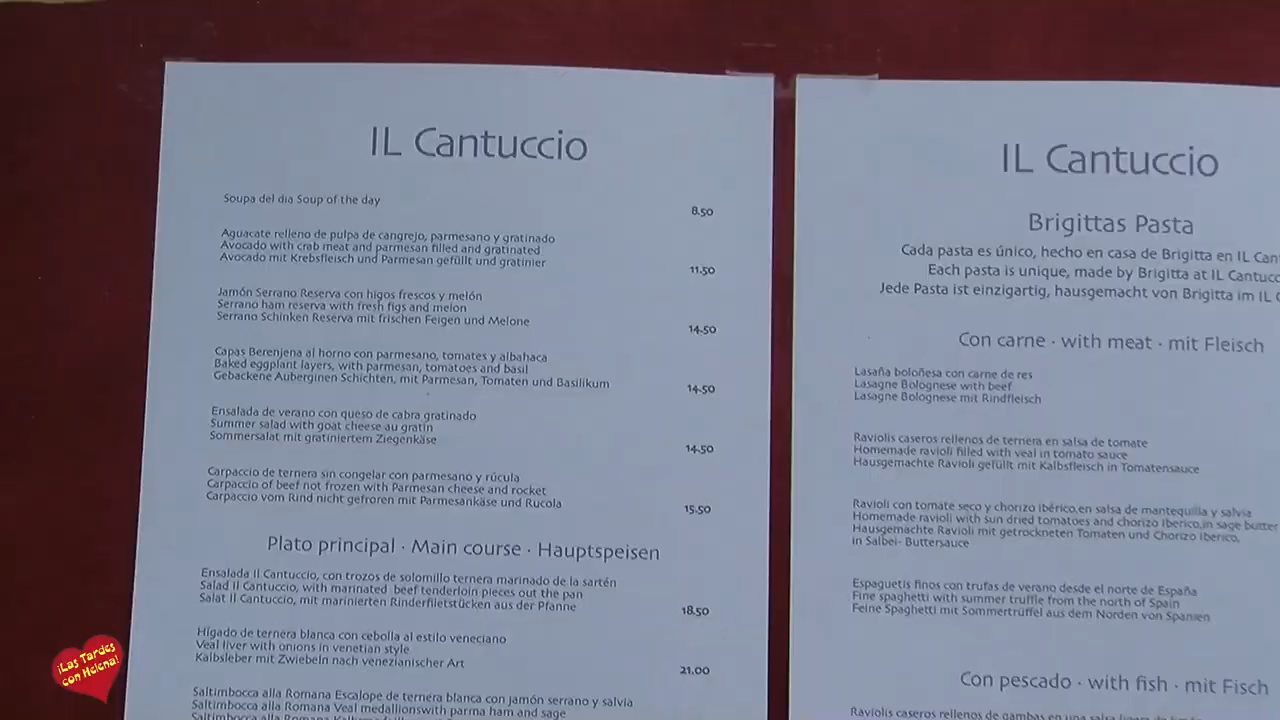 IL Cantuccio
Soupa del dia Soup of the day
8.50
Aguacate relleno de pulpa de cangrejo, parmesano y gratinado
Avocado with crab meat and parmesan filled and gratinated
Avocado mit Krebsfleisch und Parmesan gefüllt und gratinier
11.50
Jamón Serrano Reserva con higos frescos y melón
Serrano ham reserva with fresh figs and melon
Serrano Schinken Reserva mit frischen Feigen und Melone
14.50
Capas Berenjena al horno con parmesano, tomates y albahaca
Baked eggplant layers, with parmesan, tomatoes and basil
Gebackene Auberginen Schichten, mit Parmesan, Tomaten und Basilikum
14.50
Ensalada de verano con queso de cabra gratinado
Summer salad with goat cheese au gratin
Sommersalat mit gratiniertem Ziegenkäse
14.50
Carpaccio de ternera sin congelar con parmesano y rúcula
Carpaccio of beef not frozen with Parmesan cheese and rocket
Carpaccio vom Rind nicht gefroren mit Parmesankäse und Rucola
15.50
Plato principal · Main course · Hauptspeisen
Ensalada Il Cantuccio, con trozos de solomillo ternera marinado de la sartén
Salad Il Cantuccio, with marinated beef tenderloin pieces out the pan
Salat Il Cantuccio, mit marinierten Rinderfiletstücken aus der Pfanne
18.50
Hígado de ternera blanca con cebolla al estilo veneciano
Veal liver with onions in venetian style
Kalbsleber mit Zwiebeln nach venezianischer Art
21.00
Saltimbocca alla Romana Escalope de ternera blanca con jamón serrano y salvia
Saltimbocca alla Romana Veal medallionswith parma ham and sage
Saltimbocca alla Romana
IL Cantuccio
Brigittas Pasta
Cada pasta es único, hecho en casa de Brigitta en IL Can
Each pasta is unique, made by Brigitta at IL Cantucc
Jede Pasta ist einzigartig, hausgemacht von Brigitta im IL
Con carne · with meat · mit Fleisch
Lasaña boloñesa con carne de res
Lasagne Bolognese with beef
Lasagne Bolognese mit Rindfleisch
Raviolis caseros rellenos de ternera en salsa de tomate
Homemade ravioli filled with veal in tomato sauce
Hausgemachte Ravioli gefüllt mit Kalbsfleisch in Tomatensauce
Ravioli con tomate seco y chorizo ibérico,en salsa de mantequilla y salvia
Homemade ravioli with sun dried tomatoes and chorizo Iberico,in sage butter
Hausgemachte Ravioli mit getrockneten Tomaten und Chorizo Iberico,
in Salbei- Buttersauce
Espaguetis finos con trufas de verano desde el norte de España
Fine spaghetti with summer truffle from the north of Spain
Feine Spaghetti mit Sommertrüffel aus dem Norden von Spanien
Con pescado · with fish · mit Fisch
Raviolis caseros rellenos de gambas en una salsa
¡Las Tardes
con Helena!